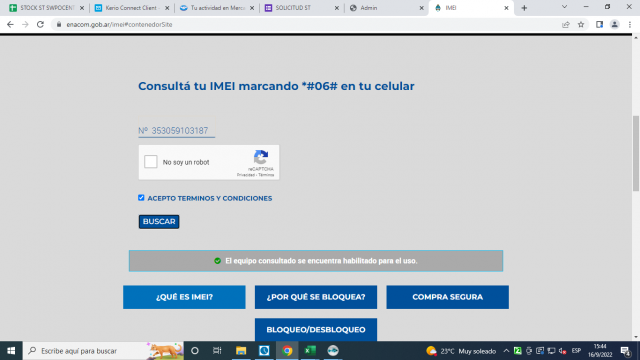 STOCK ST SWPOCENT
Kerio Connect Client -
Tu actividad en Merca
SOLICITUD ST
Admin
IMEI
enacom.gob.ar/imei#contenedorSite
Consultá tu IMEI marcando *#06# en tu celular
Nº 353059103187
No soy un robot
reCAPTCHA
Privacidad - Términos
ACEPTO TERMINOS Y CONDICIONES
BUSCAR
El equipo consultado se encuentra habilitado para el uso.
¿QUÉ ES IMEI?
¿POR QUÉ SE BLOQUEA?
COMPRA SEGURA
BLOQUEO/DESBLOQUEO
Escribe aquí para buscar
23°C Muy soleado
ESP
15:44
16/9/2022